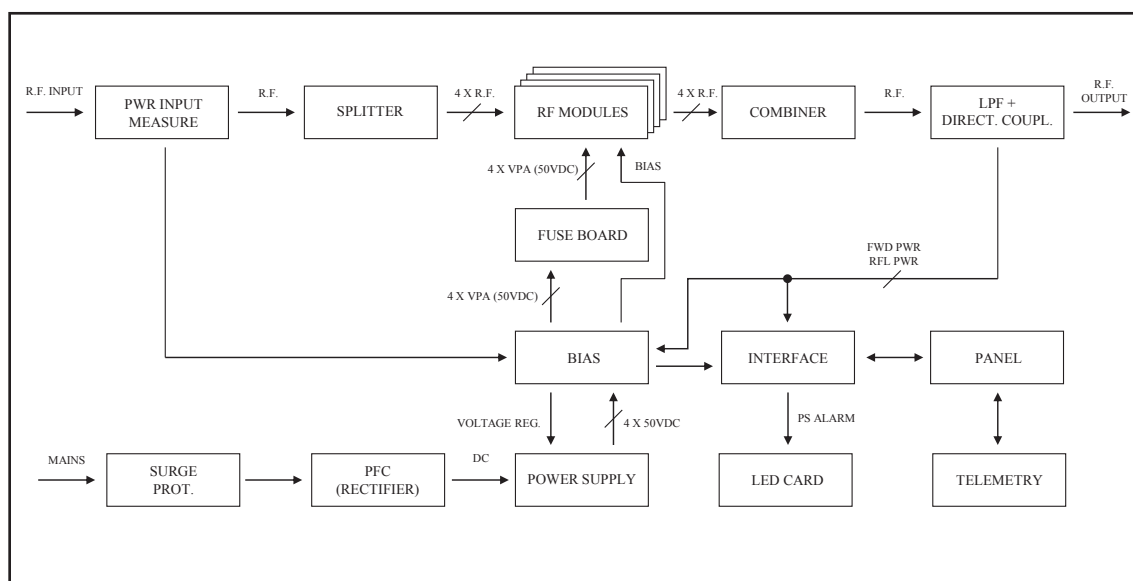 R.F. INPUT
PWR INPUT
MEASURE
R.F.
SPLITTER
4 X R.F.
RF MODULES
4 X R.F.
COMBINER
R.F.
LPF +
DIRECT. COUPL.
R.F.
OUTPUT
4 X VPA (50VDC)
BIAS
FUSE BOARD
FWD PWR
RFL PWR
4 X VPA (50VDC)
BIAS
INTERFACE
PANEL
VOLTAGE REG.
4 X 50VDC
PS ALARM
MAINS
SURGE
PROT.
PFC
(RECTIFIER)
DC
POWER SUPPLY
LED CARD
TELEMETRY